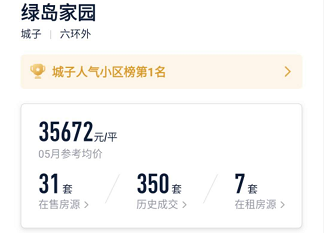 绿岛家园
城子 | 六环外
城子人气小区榜第1名
35672元/平
05月参考均价
31套 350套 7套
在售房源 历史成交 在租房源